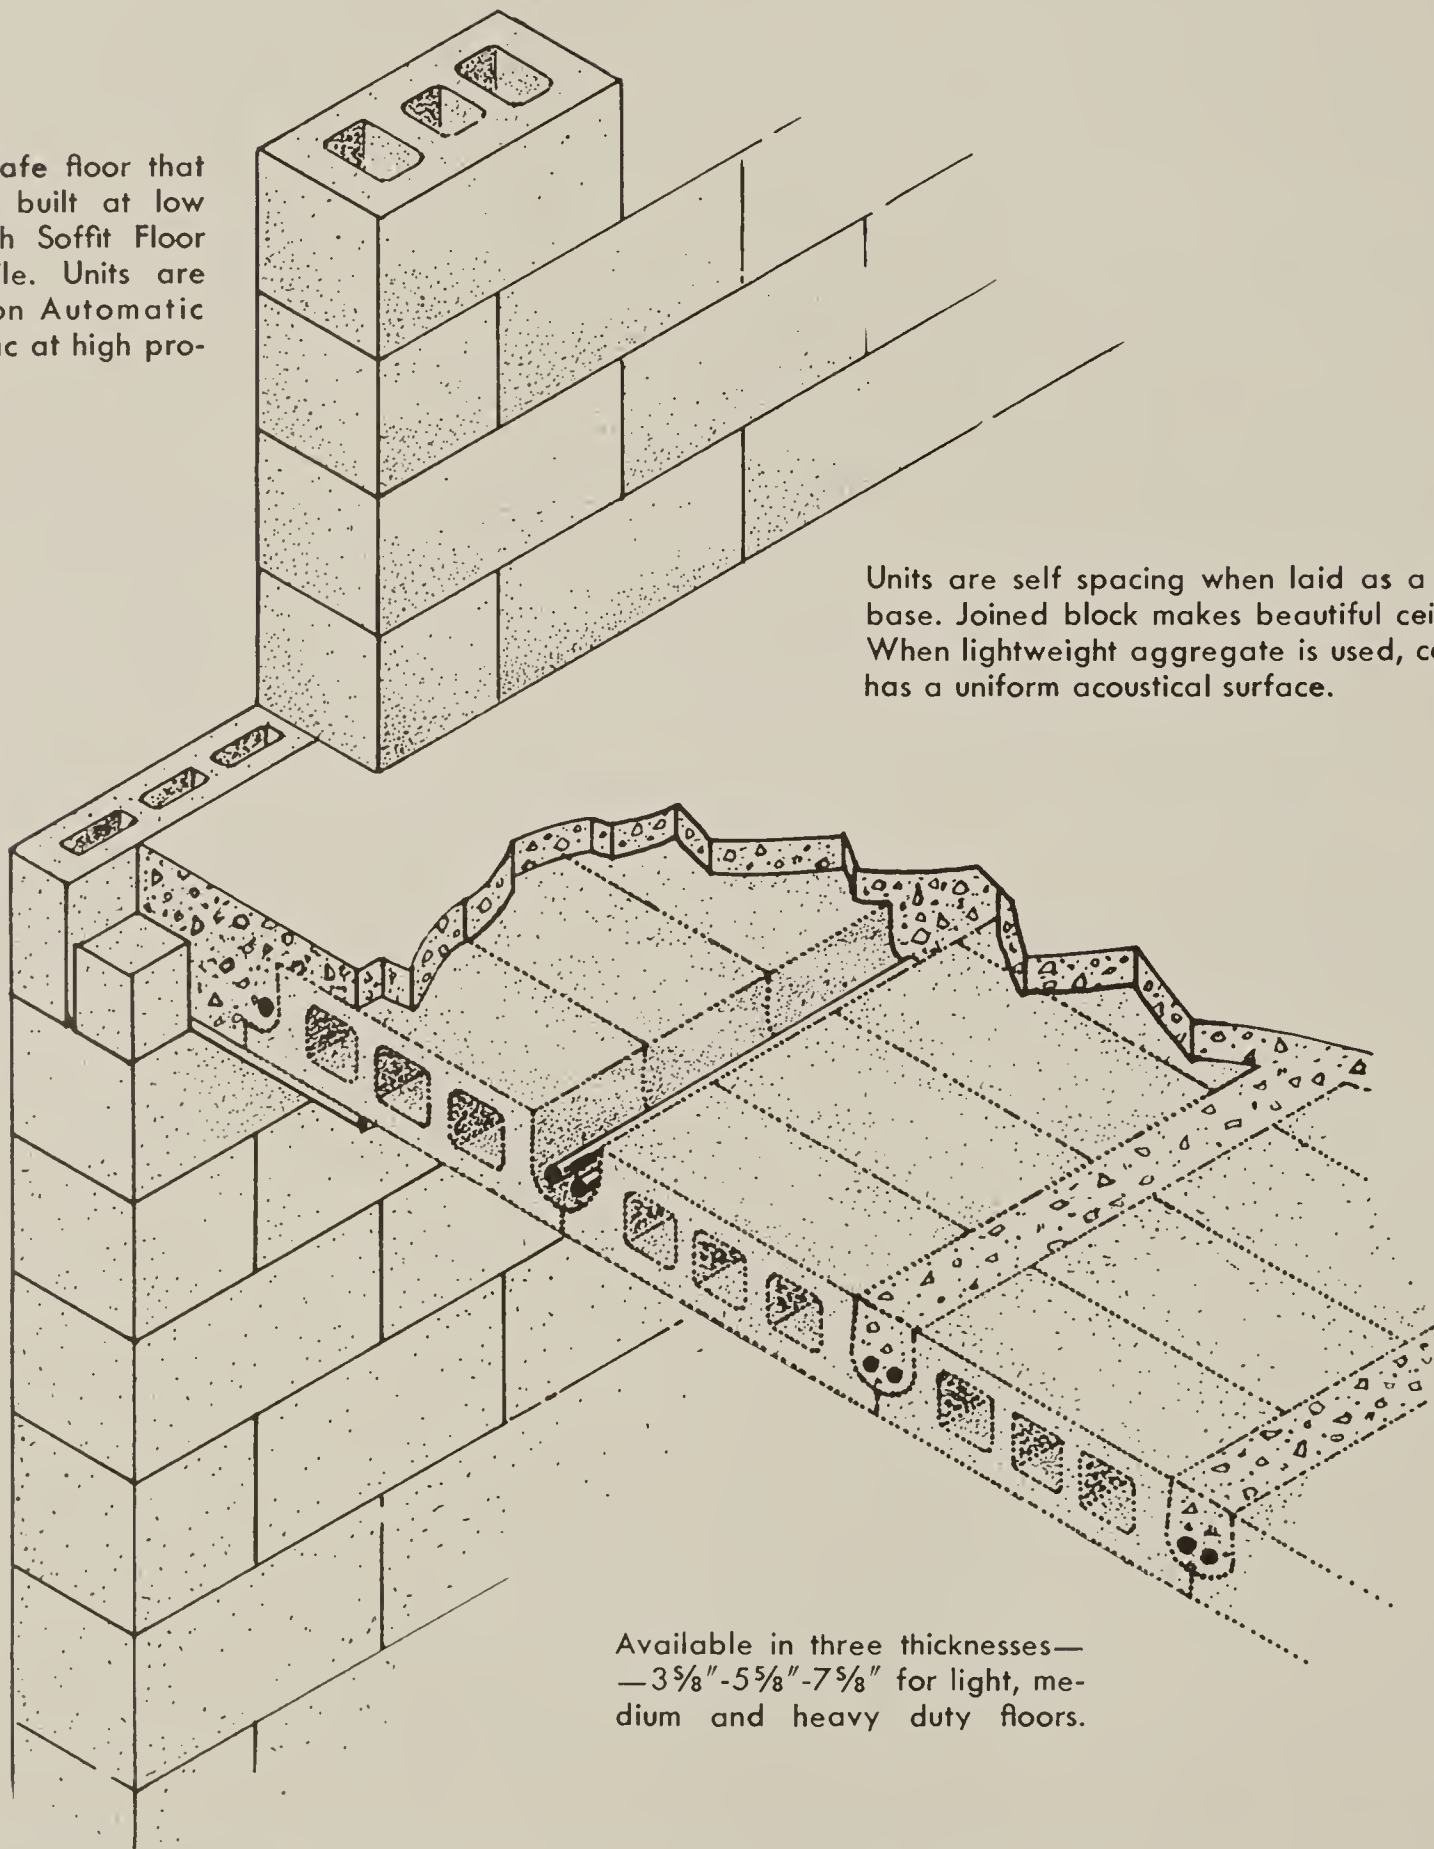 afe floor that
built at low
h Soffit Floor
le. Units are
on Automatic
c at high pro-
Units are self spacing when laid as a
base. Joined block makes beautiful cei
When lightweight aggregate is used, c
has a uniform acoustical surface.
Available in three thicknesses—
—3⅝"-5⅝"-7⅝" for light, me-
dium and heavy duty floors.